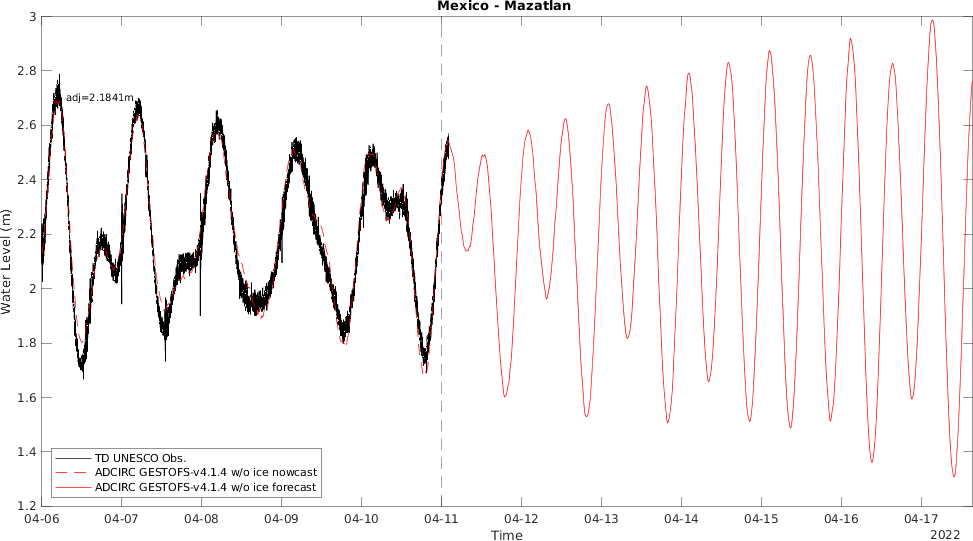 Mexico - Mazatlan
3
2.8
2.6
2.4
2.2
2
1.8
1.6
1.4
1.2
Water Level (m)
adj=2.1841m
TD UNESCO Obs.
ADCIRC GESTOFS-v4.1.4 w/o ice nowcast
ADCIRC GESTOFS-v4.1.4 w/o ice forecast
04-06 04-07 04-08 04-09 04-10 04-11 04-12 04-13 04-14 04-15 04-16 04-17
Time
2022